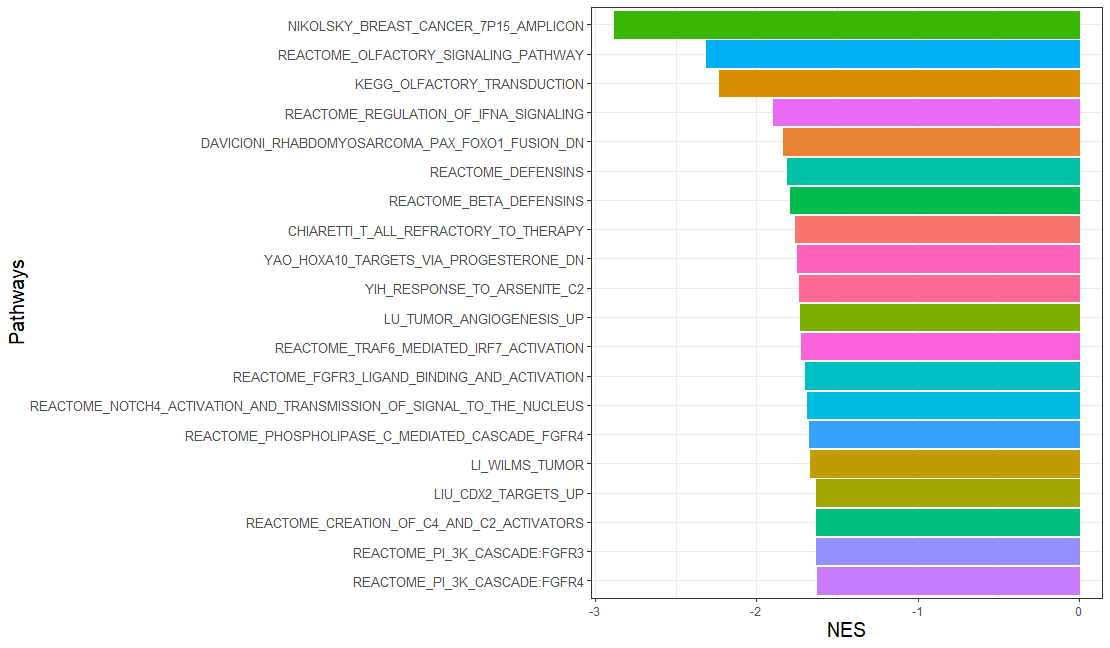 NIKOLSKY_BREAST_CANCER_7P15_AMPLICON
REACTOME_OLFACTORY_SIGNALING_PATHWAY
KEGG_OLFACTORY_TRANSDUCTION
REACTOME_REGULATION_OF_IFNA_SIGNALING
DAVICIONI_RHABDOMYOSARCOMA_PAX_FOXO1_FUSION_DN
REACTOME_DEFENSINS
REACTOME_BETA_DEFENSINS
CHIARETTI_T_ALL_REFRACTORY_TO_THERAPY
YAO_HOXA10_TARGETS_VIA_PROGESTERONE_DN
YIH_RESPONSE_TO_ARSENITE_C2
LU_TUMOR_ANGIOGENESIS_UP
REACTOME_TRAF6_MEDIATED_IRF7_ACTIVATION
REACTOME_FGFR3_LIGAND_BINDING_AND_ACTIVATION
REACTOME_NOTCH4_ACTIVATION_AND_TRANSMISSION_OF_SIGNAL_TO_THE_NUCLEUS
REACTOME_PHOSPHOLIPASE_C_MEDIATED_CASCADE_FGFR4
LI_WILMS_TUMOR
LIU_CDX2_TARGETS_UP
REACTOME_CREATION_OF_C4_AND_C2_ACTIVATORS
REACTOME_PI_3K_CASCADE:FGFR3
REACTOME_PI_3K_CASCADE:FGFR4
Pathways
-3 -2 -1 0
NES